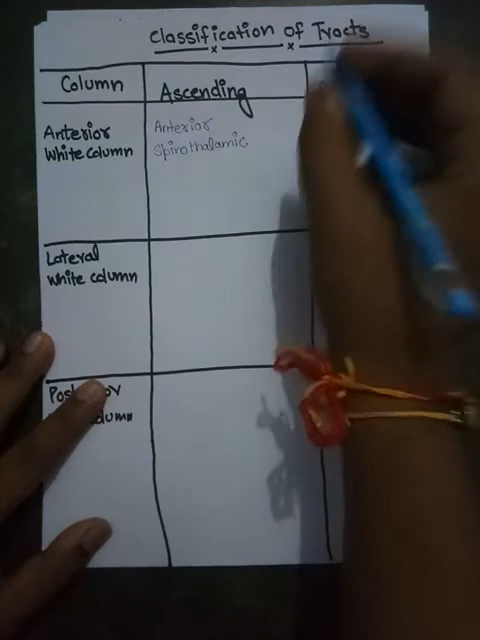 Classification of Tracts
Column
Ascending
Anterior
White column
Anterior
Spinothalamic
Lateral
White column